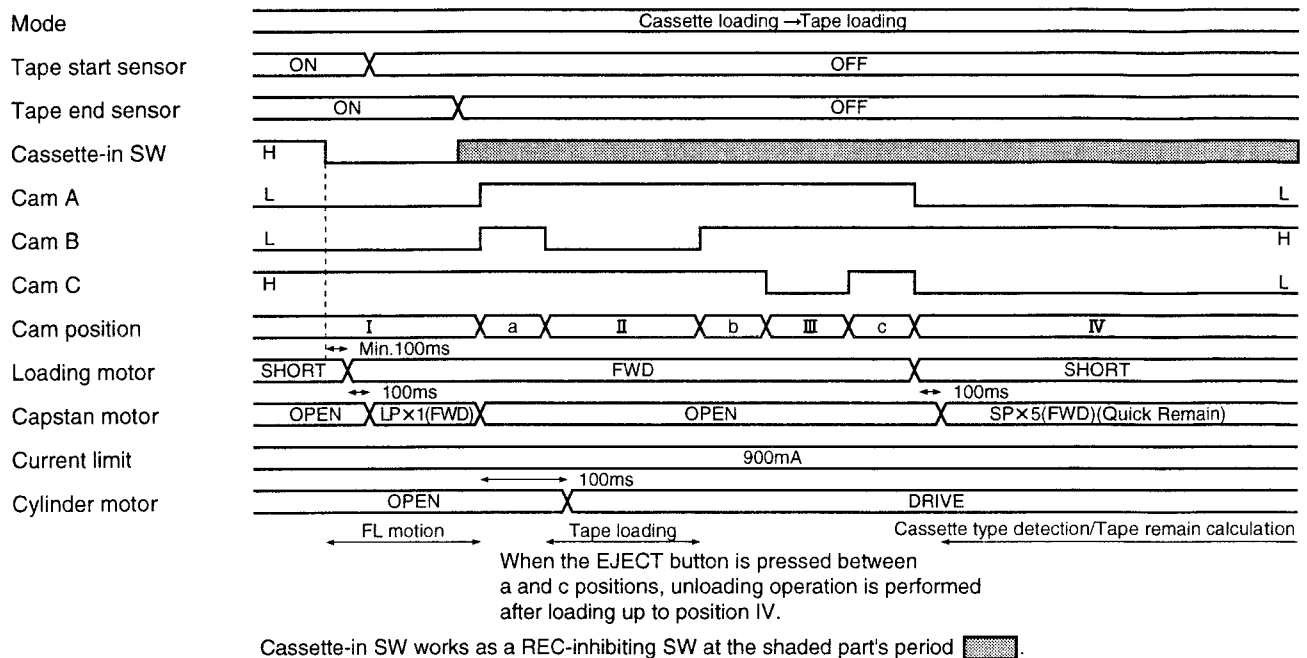 Mode Cassette loading →Tape loading
Tape start sensor ON OFF
Tape end sensor ON OFF
Cassette-in SW H
Cam A L L
Cam B L H
Cam C H L
Cam position I a II b III c IV
Min.100ms
Loading motor SHORT FWD SHORT
100ms 100ms
Capstan motor OPEN LP×1(FWD) OPEN SP×5(FWD)(Quick Remain)
Current limit 900mA
100ms
Cylinder motor OPEN DRIVE
FL motion Tape loading Cassette type detection/Tape remain calculation
When the EJECT button is pressed between
a and c positions, unloading operation is performed
after loading up to position IV.
Cassette-in SW works as a REC-inhibiting SW at the shaded part's period .